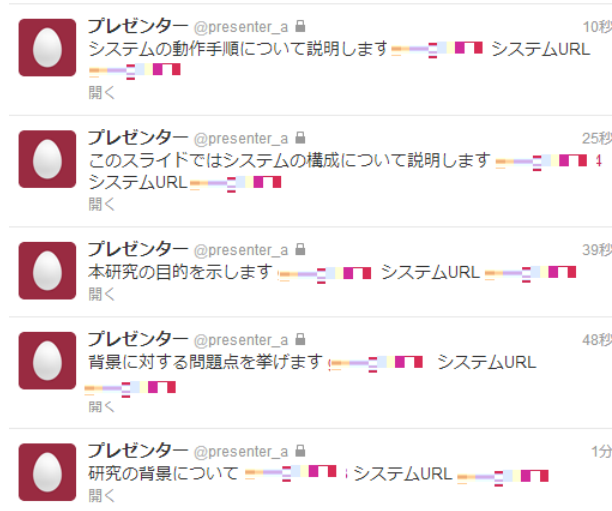 プレゼンター @presenter_a 10秒
システムの動作手順について説明します システムURL
開く
プレゼンター @presenter_a 25秒
このスライドではシステムの構成について説明します 4
システムURL
開く
プレゼンター @presenter_a 39秒
本研究の目的を示します システムURL
開く
プレゼンター @presenter_a 48秒
背景に対する問題点を挙げます システムURL
開く
プレゼンター @presenter_a 1分
研究の背景について システムURL
開く